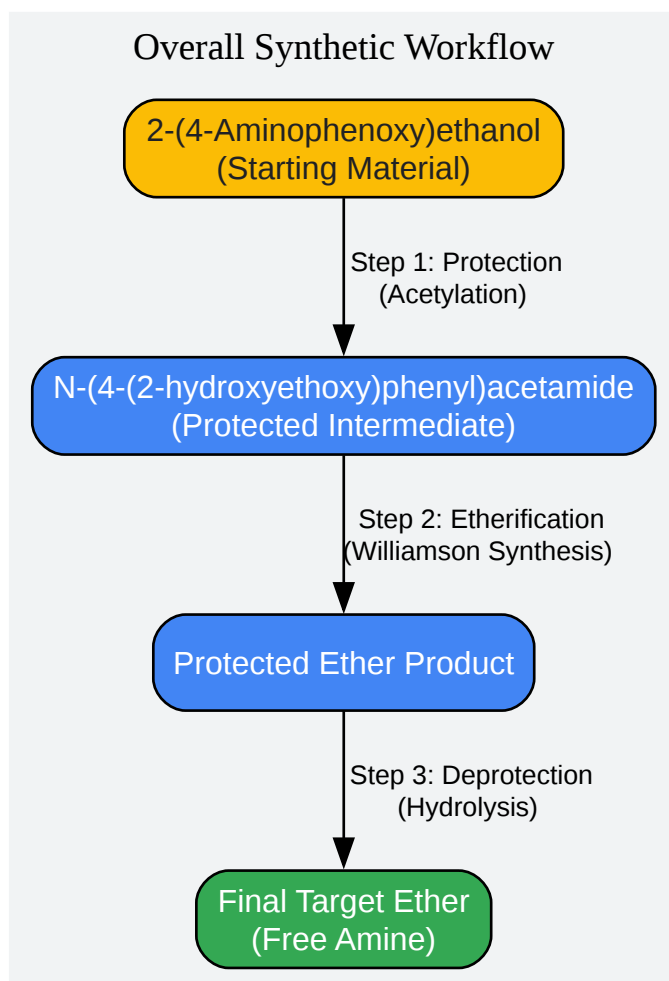 Overall Synthetic Workflow
2-(4-Aminophenoxy)ethanol
(Starting Material)
Step 1: Protection
(Acetylation)
N-(4-(2-hydroxyethoxy)phenyl)acetamide
(Protected Intermediate)
Step 2: Etherification
(Williamson Synthesis)
Protected Ether Product
Step 3: Deprotection
(Hydrolysis)
Final Target Ether
(Free Amine)